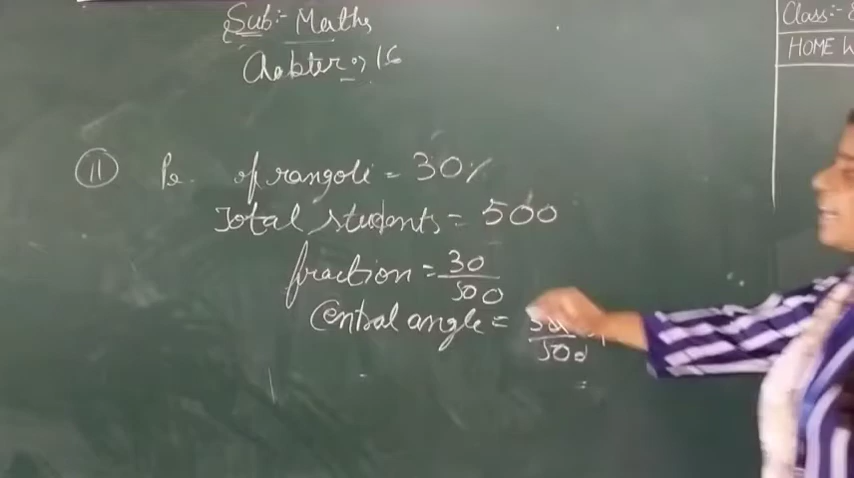 Sub:- Maths
Chapter :- 16
Class:-
HOME W
(11) Pe. of rangoli = 30%
Total students = 500
fraction = 30/500
Central angle =